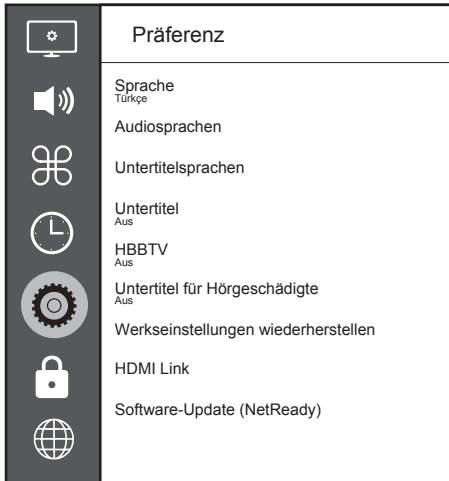 Präferenz
Sprache
Türkçe
Audiosprachen
Untertitelsprachen
Untertitel
Aus
HBBTV
Aus
Untertitel für Hörgeschädigte
Aus
Werkseinstellungen wiederherstellen
HDMI Link
Software-Update (NetReady)